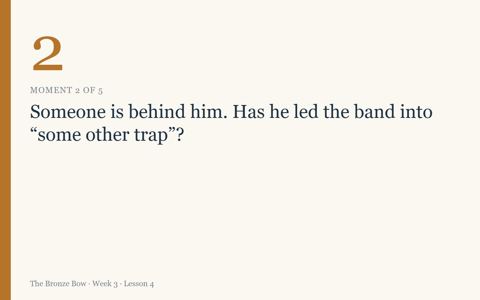 2
MOMENT 2 OF 5
Someone is behind him. Has he led the band into
“some other trap”?
The Bronze Bow · Week 3 · Lesson 4